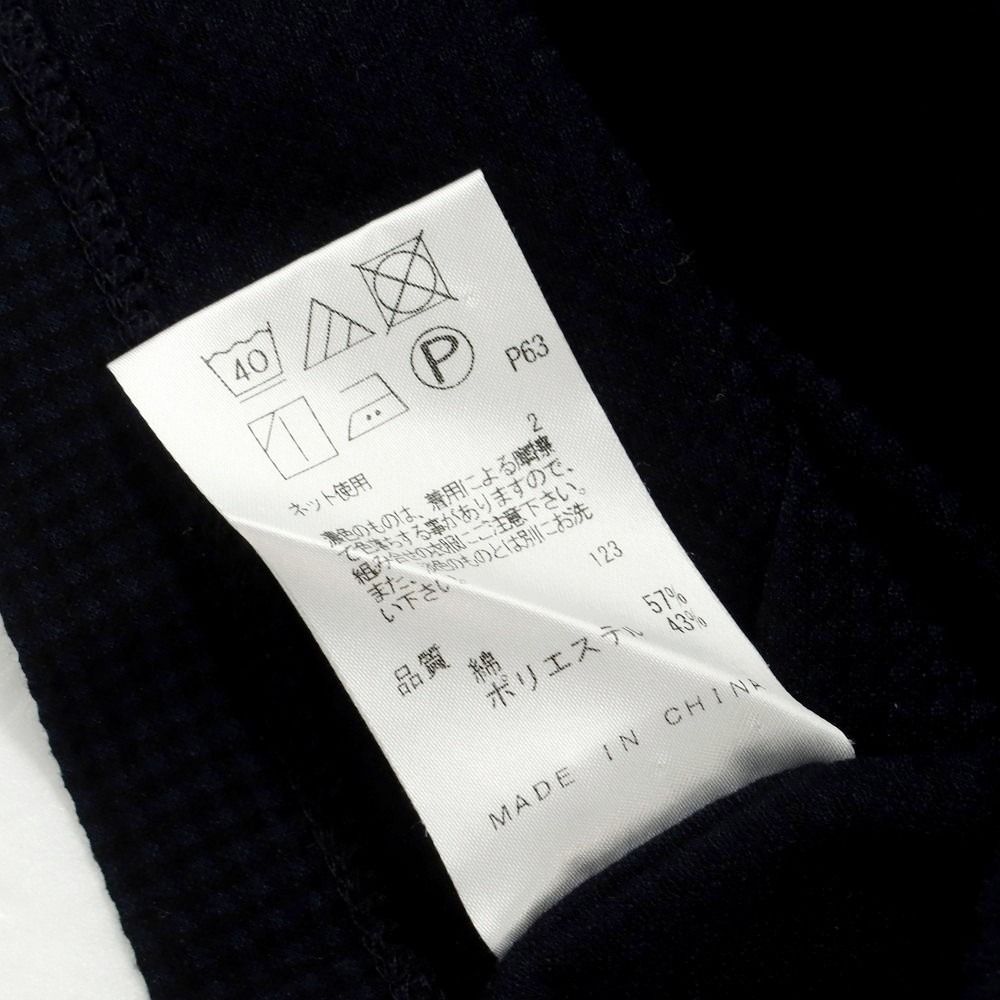 40
P
P63
ネット使用
2
濃色のものは、着用による摩擦
で色落ちする事がありますので、
組み合せの衣服にご注意下さい。
また、淡色のものとは別にお洗
い下さい。
123
品質 綿 57%
ポリエステル 43%
MADE IN CHINA